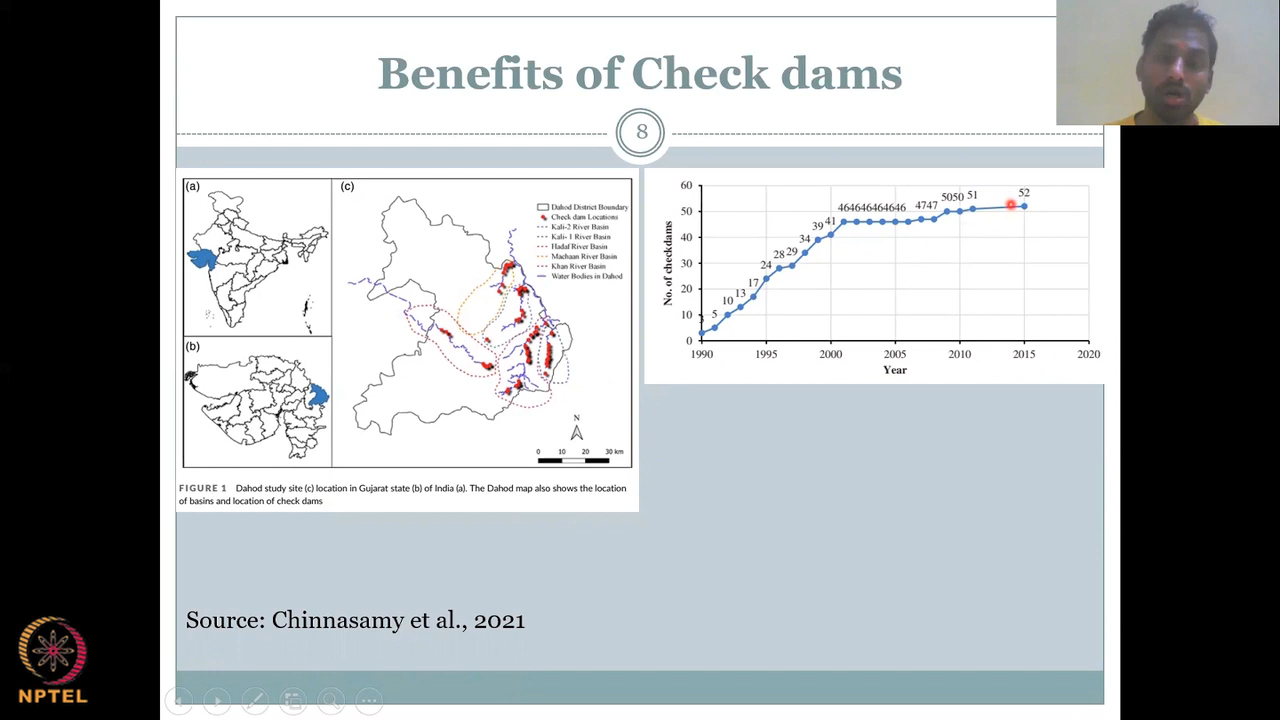 Benefits of Check dams
8
(a)
(b)
(c)
Dahod District Boundary
Check dam Locations
Kali-2 River Basin
Kali- 1 River Basin
Hadaf River Basin
Machaan River Basin
Khan River Basin
Water Bodies in Dahod
N
0 10 20 30 km
FIGURE 1 Dahod study site (c) location in Gujarat state (b) of India (a). The Dahod map also shows the location
of basins and location of check dams
No. of checkdams
60
50
40
30
20
10
0
3 5 10 13 17 24 28 29 34 39 41 46 46 46 46 46 46 47 47 50 50 51 52
1990 1995 2000 2005 2010 2015 2020
Year
Source: Chinnasamy et al., 2021
NPTEL